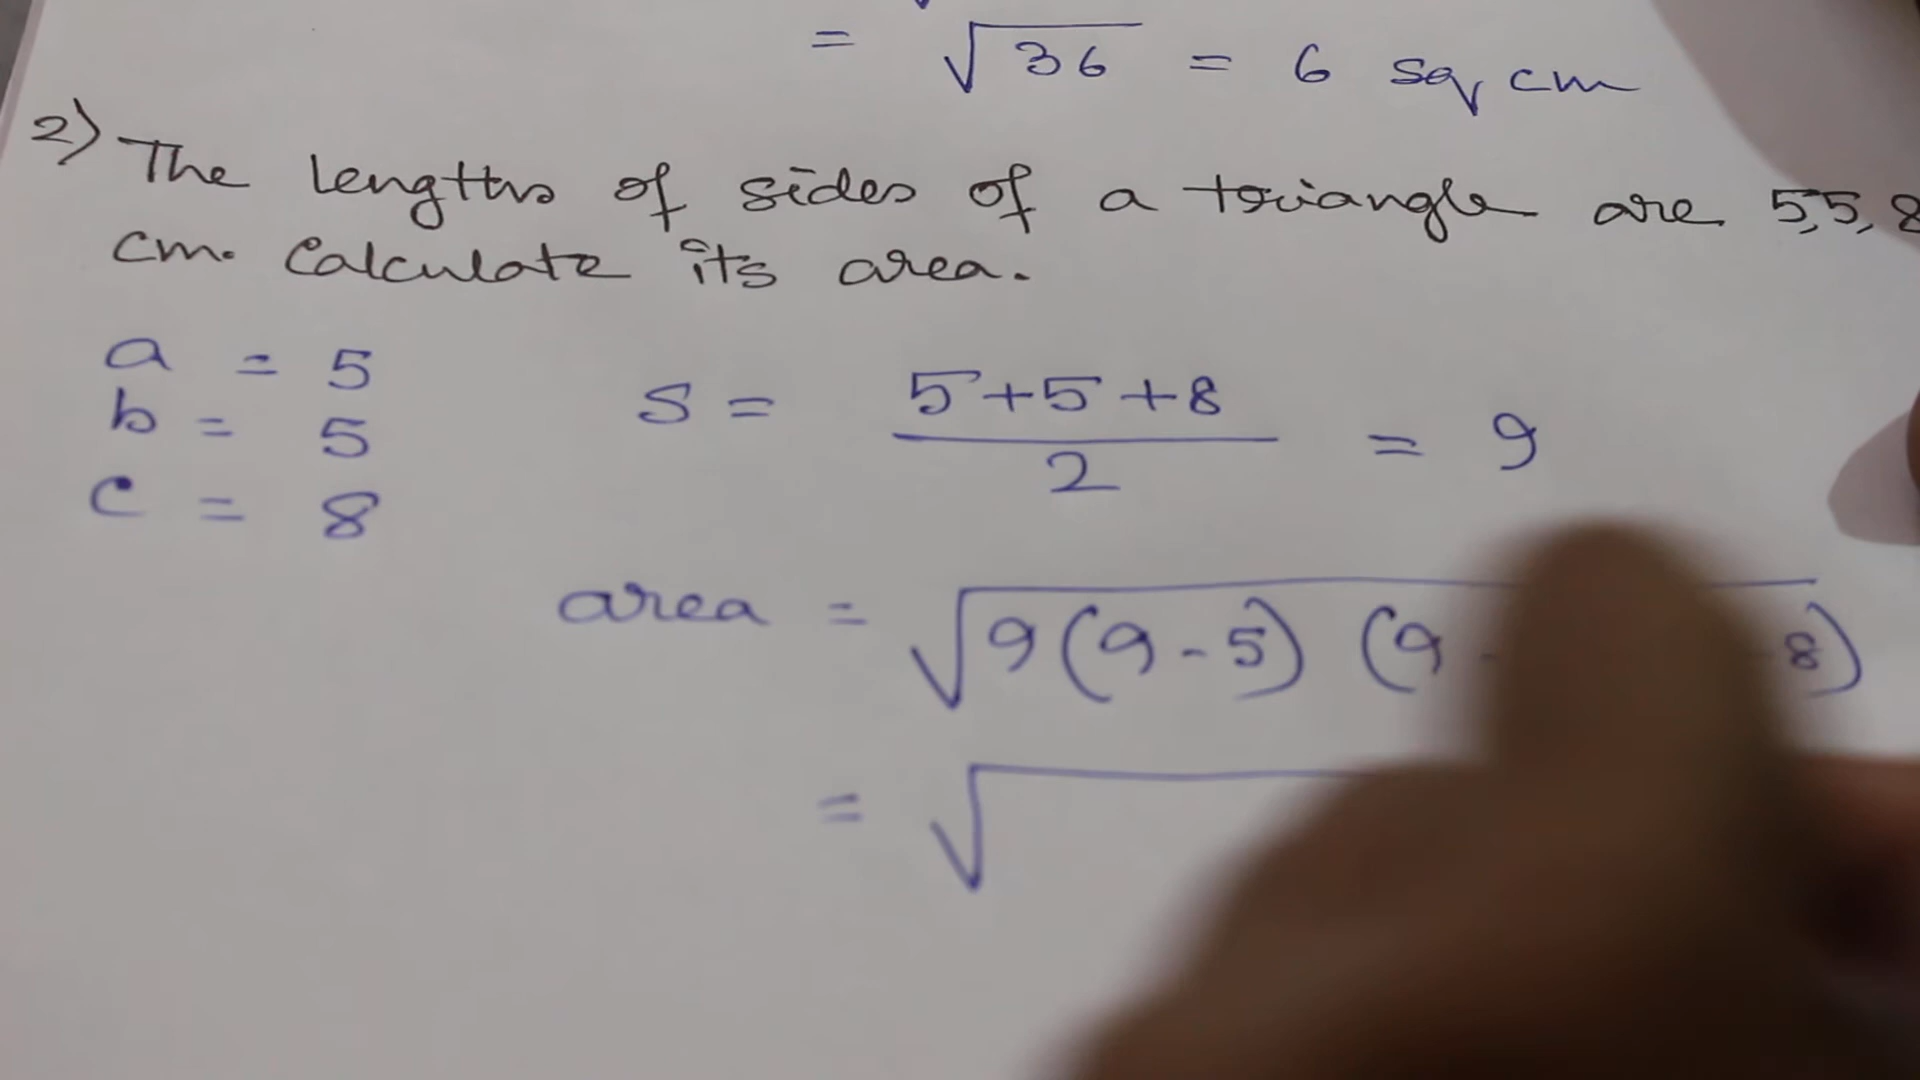 = √36 = 6 sq cm
2) The lengths of sides of a triangle are 5,5,8
cm. Calculate its area.
a = 5
b = 5
c = 8
s = 5+5+8
2
= 9
area = √9(9-5) (9 - 8)
= √